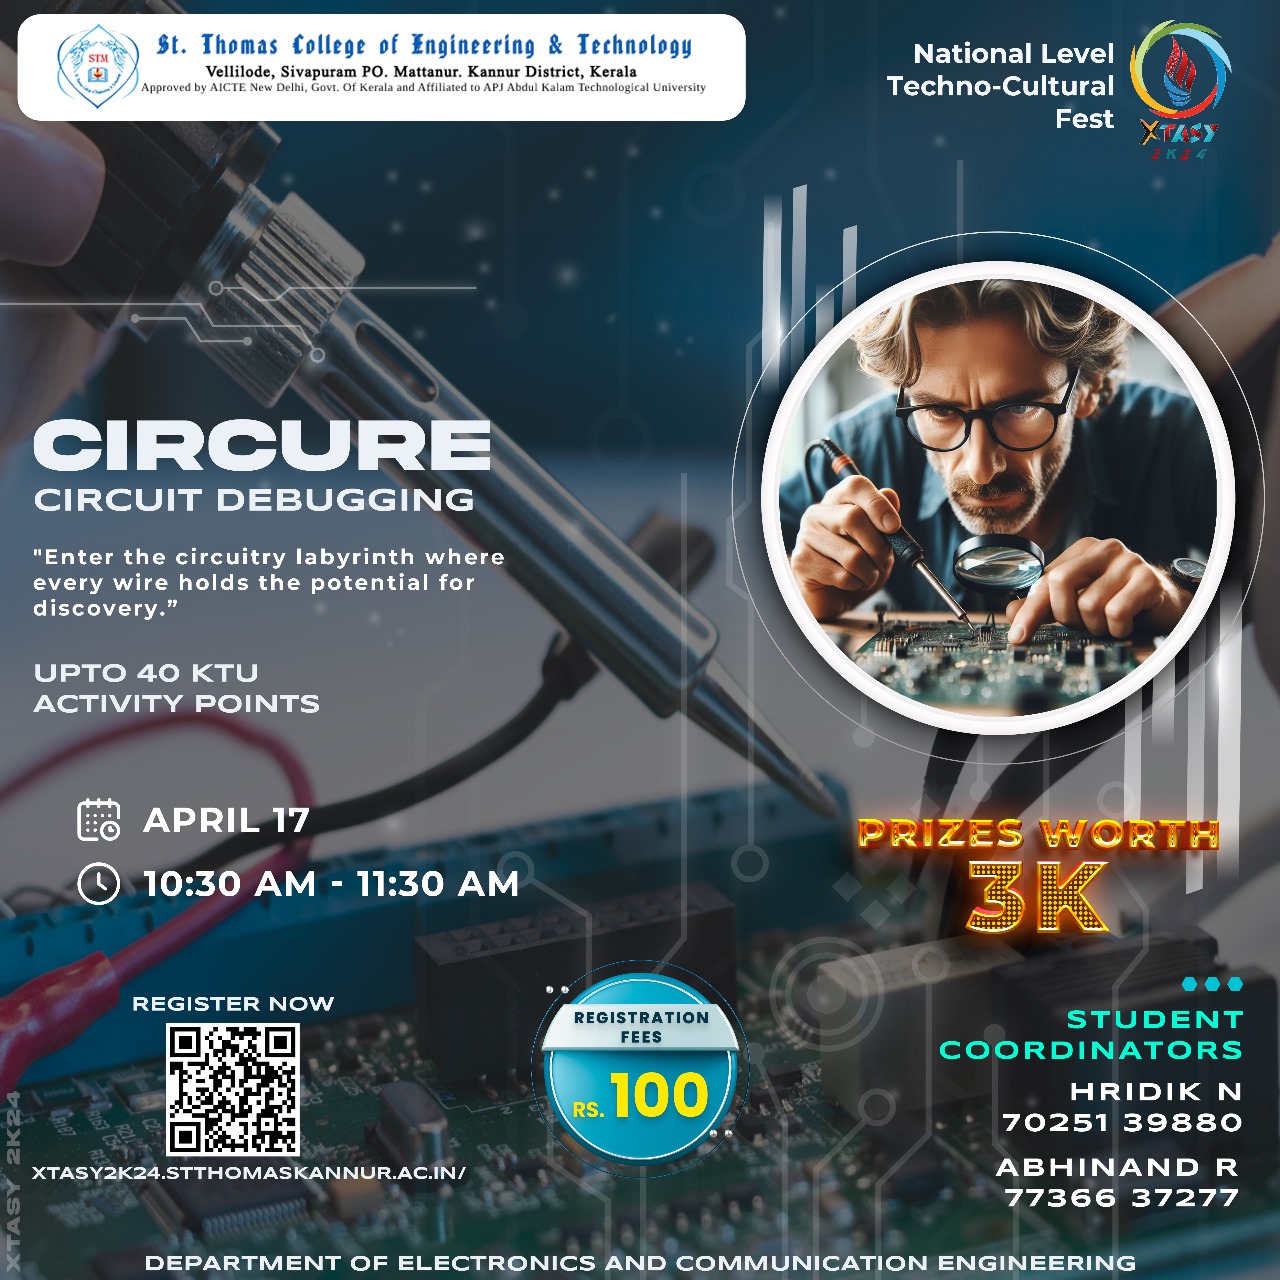 STM
St. Thomas College of Engineering & Technology
Vellilode, Sivapuram PO. Mattanur. Kannur District, Kerala
Approved by AICTE New Delhi, Govt. Of Kerala and Affiliated to APJ Abdul Kalam Technological University
National Level
Techno-Cultural
Fest
XTASY
2K24
CIRCURE
CIRCUIT DEBUGGING
"Enter the circuitry labyrinth where
every wire holds the potential for
discovery.”
UPTO 40 KTU
ACTIVITY POINTS
APRIL 17
10:30 AM - 11:30 AM
PRIZES WORTH
3K
REGISTER NOW
XTASY2K24.STTHOMASKANNUR.AC.IN/
REGISTRATION
FEES
RS. 100
STUDENT
COORDINATORS
HRIDIK N
70251 39880
ABHINAND R
77366 37277
XTASY 2K24
DEPARTMENT OF ELECTRONICS AND COMMUNICATION ENGINEERING